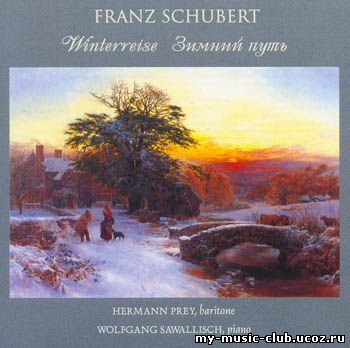 FRANZ SCHUBERT
Winterreise Зимний путь
HERMANN PREY, baritone
WOLFGANG SAWALLISCH, piano
my-music-club.ucoz.ru